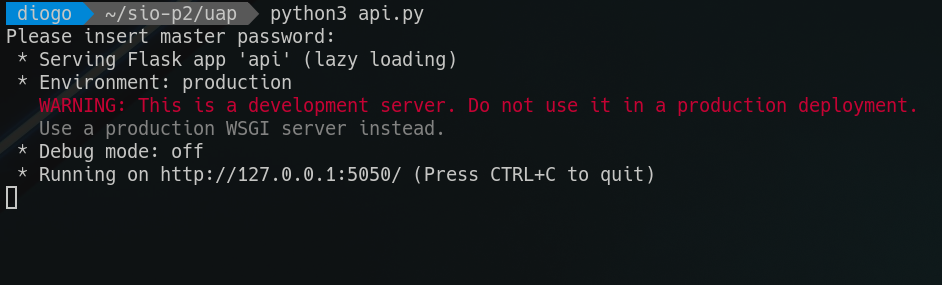 diogo ~/sio-p2/uap python3 api.py
Please insert master password:
* Serving Flask app 'api' (lazy loading)
* Environment: production
WARNING: This is a development server. Do not use it in a production deployment.
Use a production WSGI server instead.
* Debug mode: off
* Running on http://127.0.0.1:5050/ (Press CTRL+C to quit)